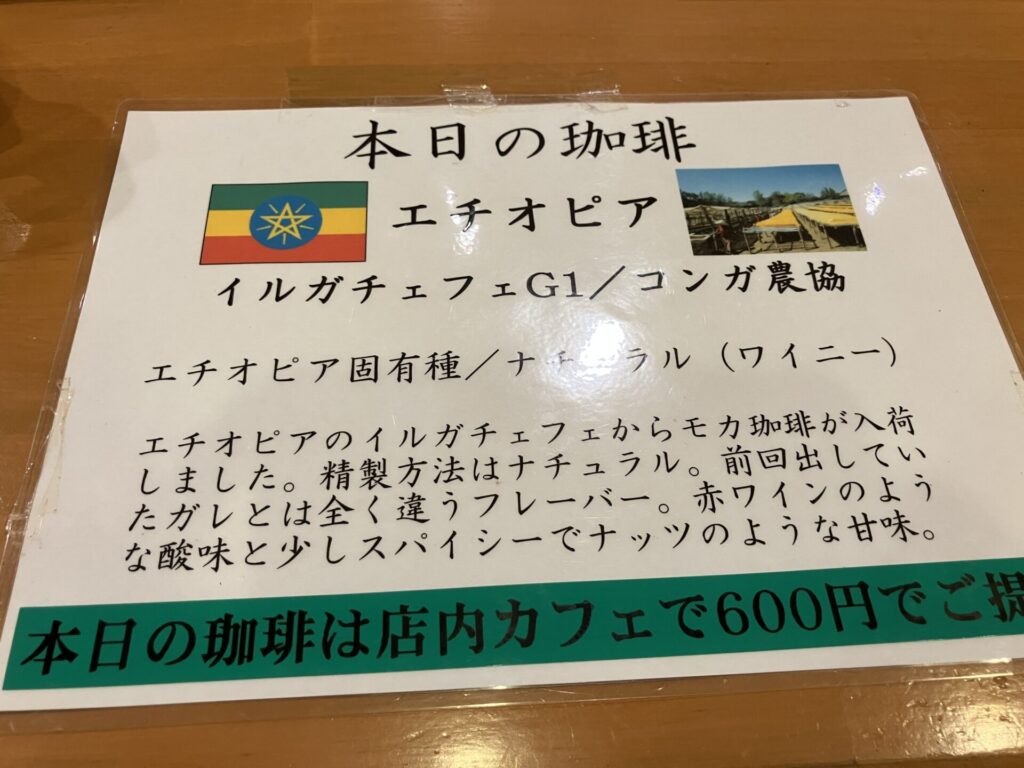 本日の珈琲
エチオピア
イルガチェフェG1／コンガ農協
エチオピア固有種／ナチュラル（ワイニー）
エチオピアのイルガチェフェからモカ珈琲が入荷
しました。精製方法はナチュラル。前回出してい
たガレとは全く違うフレーバー。赤ワインのよう
な酸味と少しスパイシーでナッツのような甘味。
本日の珈琲は店内カフェで600円でご提